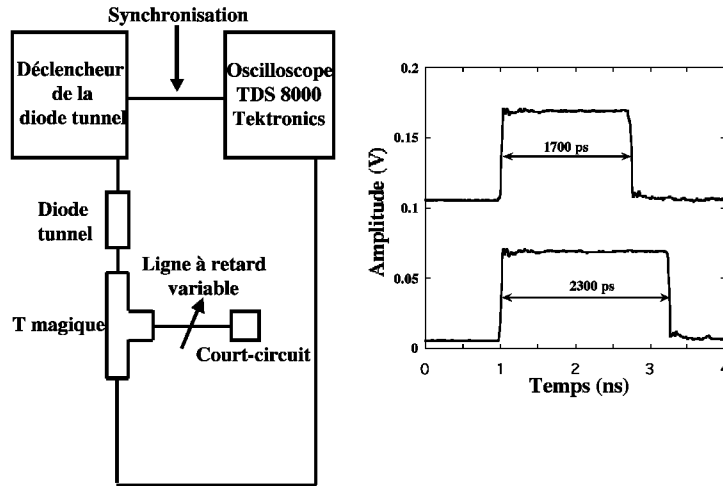 Synchronisation
Déclencheur
de la
diode tunnel
Oscilloscope
TDS 8000
Tektronics
Diode
tunnel
Ligne à retard
variable
T magique
Court-circuit
Amplitude (V)
0.2
0.15
0.1
0.05
0
1700 ps
2300 ps
0
1
2
3
4
Temps (ns)